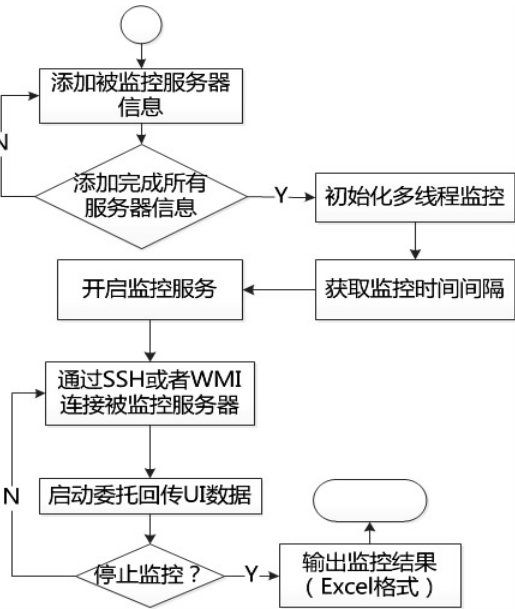 添加被监控服务器
信息
N
添加完成所有
服务器信息
Y
初始化多线程监控
获取监控时间间隔
开启监控服务
通过SSH或者WMI
连接被监控服务器
N
启动委托回传UI数据
停止监控？
Y
输出监控结果
（Excel格式）